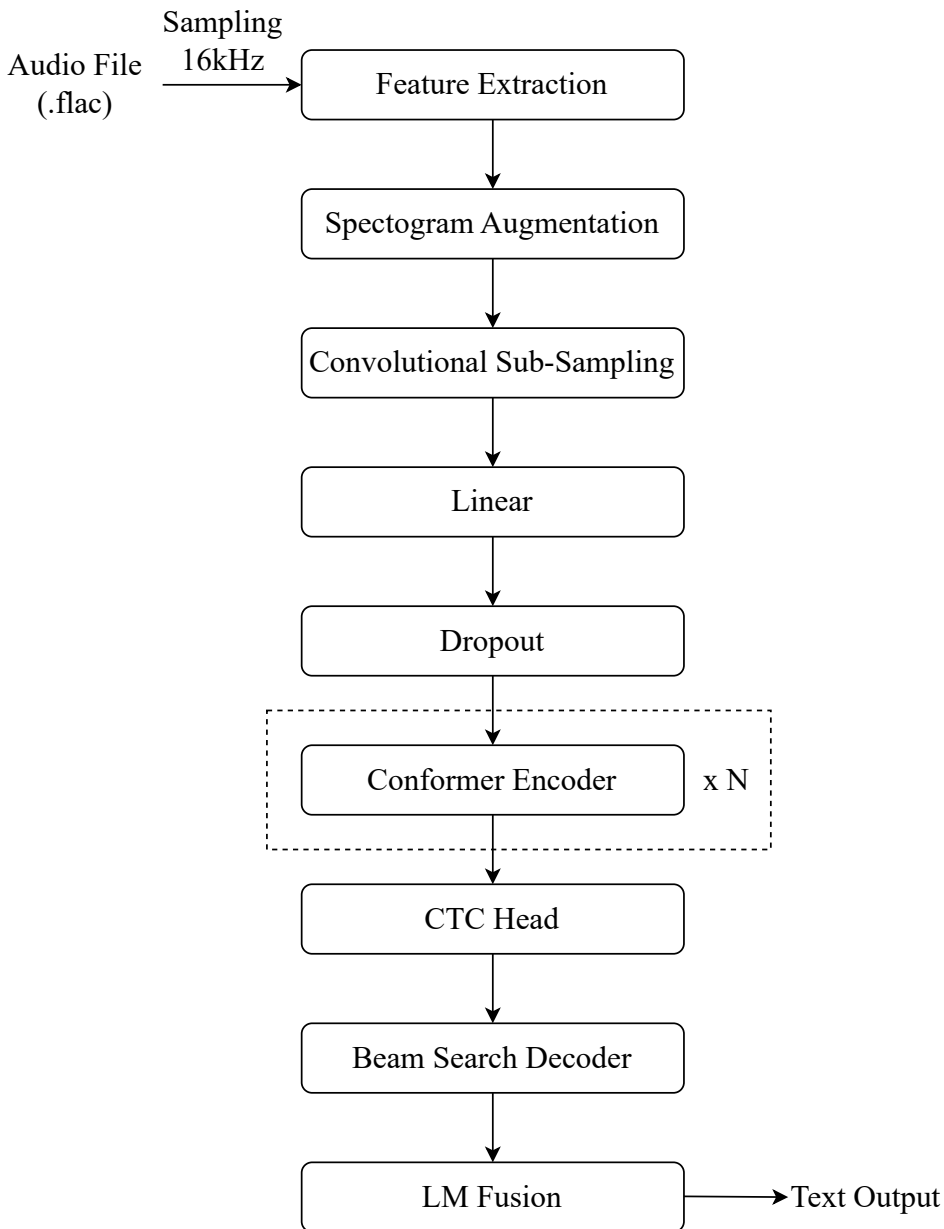 Sampling
16kHz
Audio File
(.flac)
Feature Extraction
Spectogram Augmentation
Convolutional Sub-Sampling
Linear
Dropout
Conformer Encoder
x N
CTC Head
Beam Search Decoder
LM Fusion
Text Output